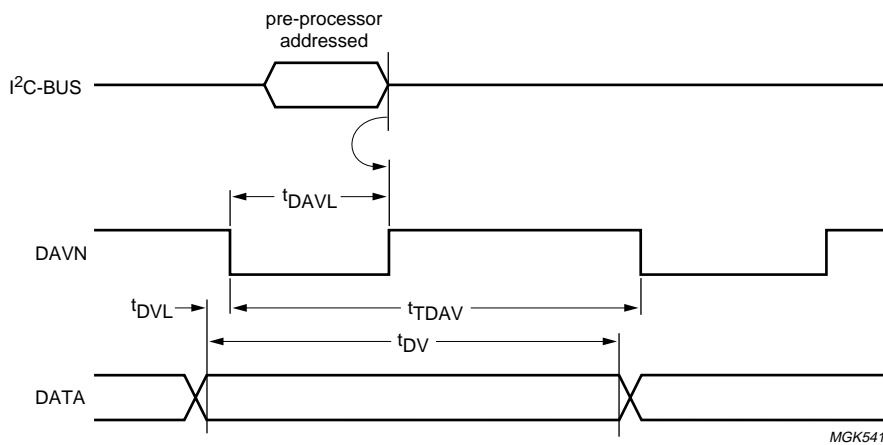 pre-processor
addressed
I²C-BUS
tDAVL
DAVN
tDVL
tTDAV
tDV
DATA
MGK541